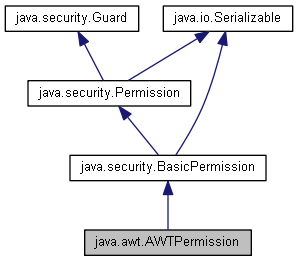 java.security.Guard
java.io.Serializable
java.security.Permission
java.security.BasicPermission
java.awt.AWTPermission